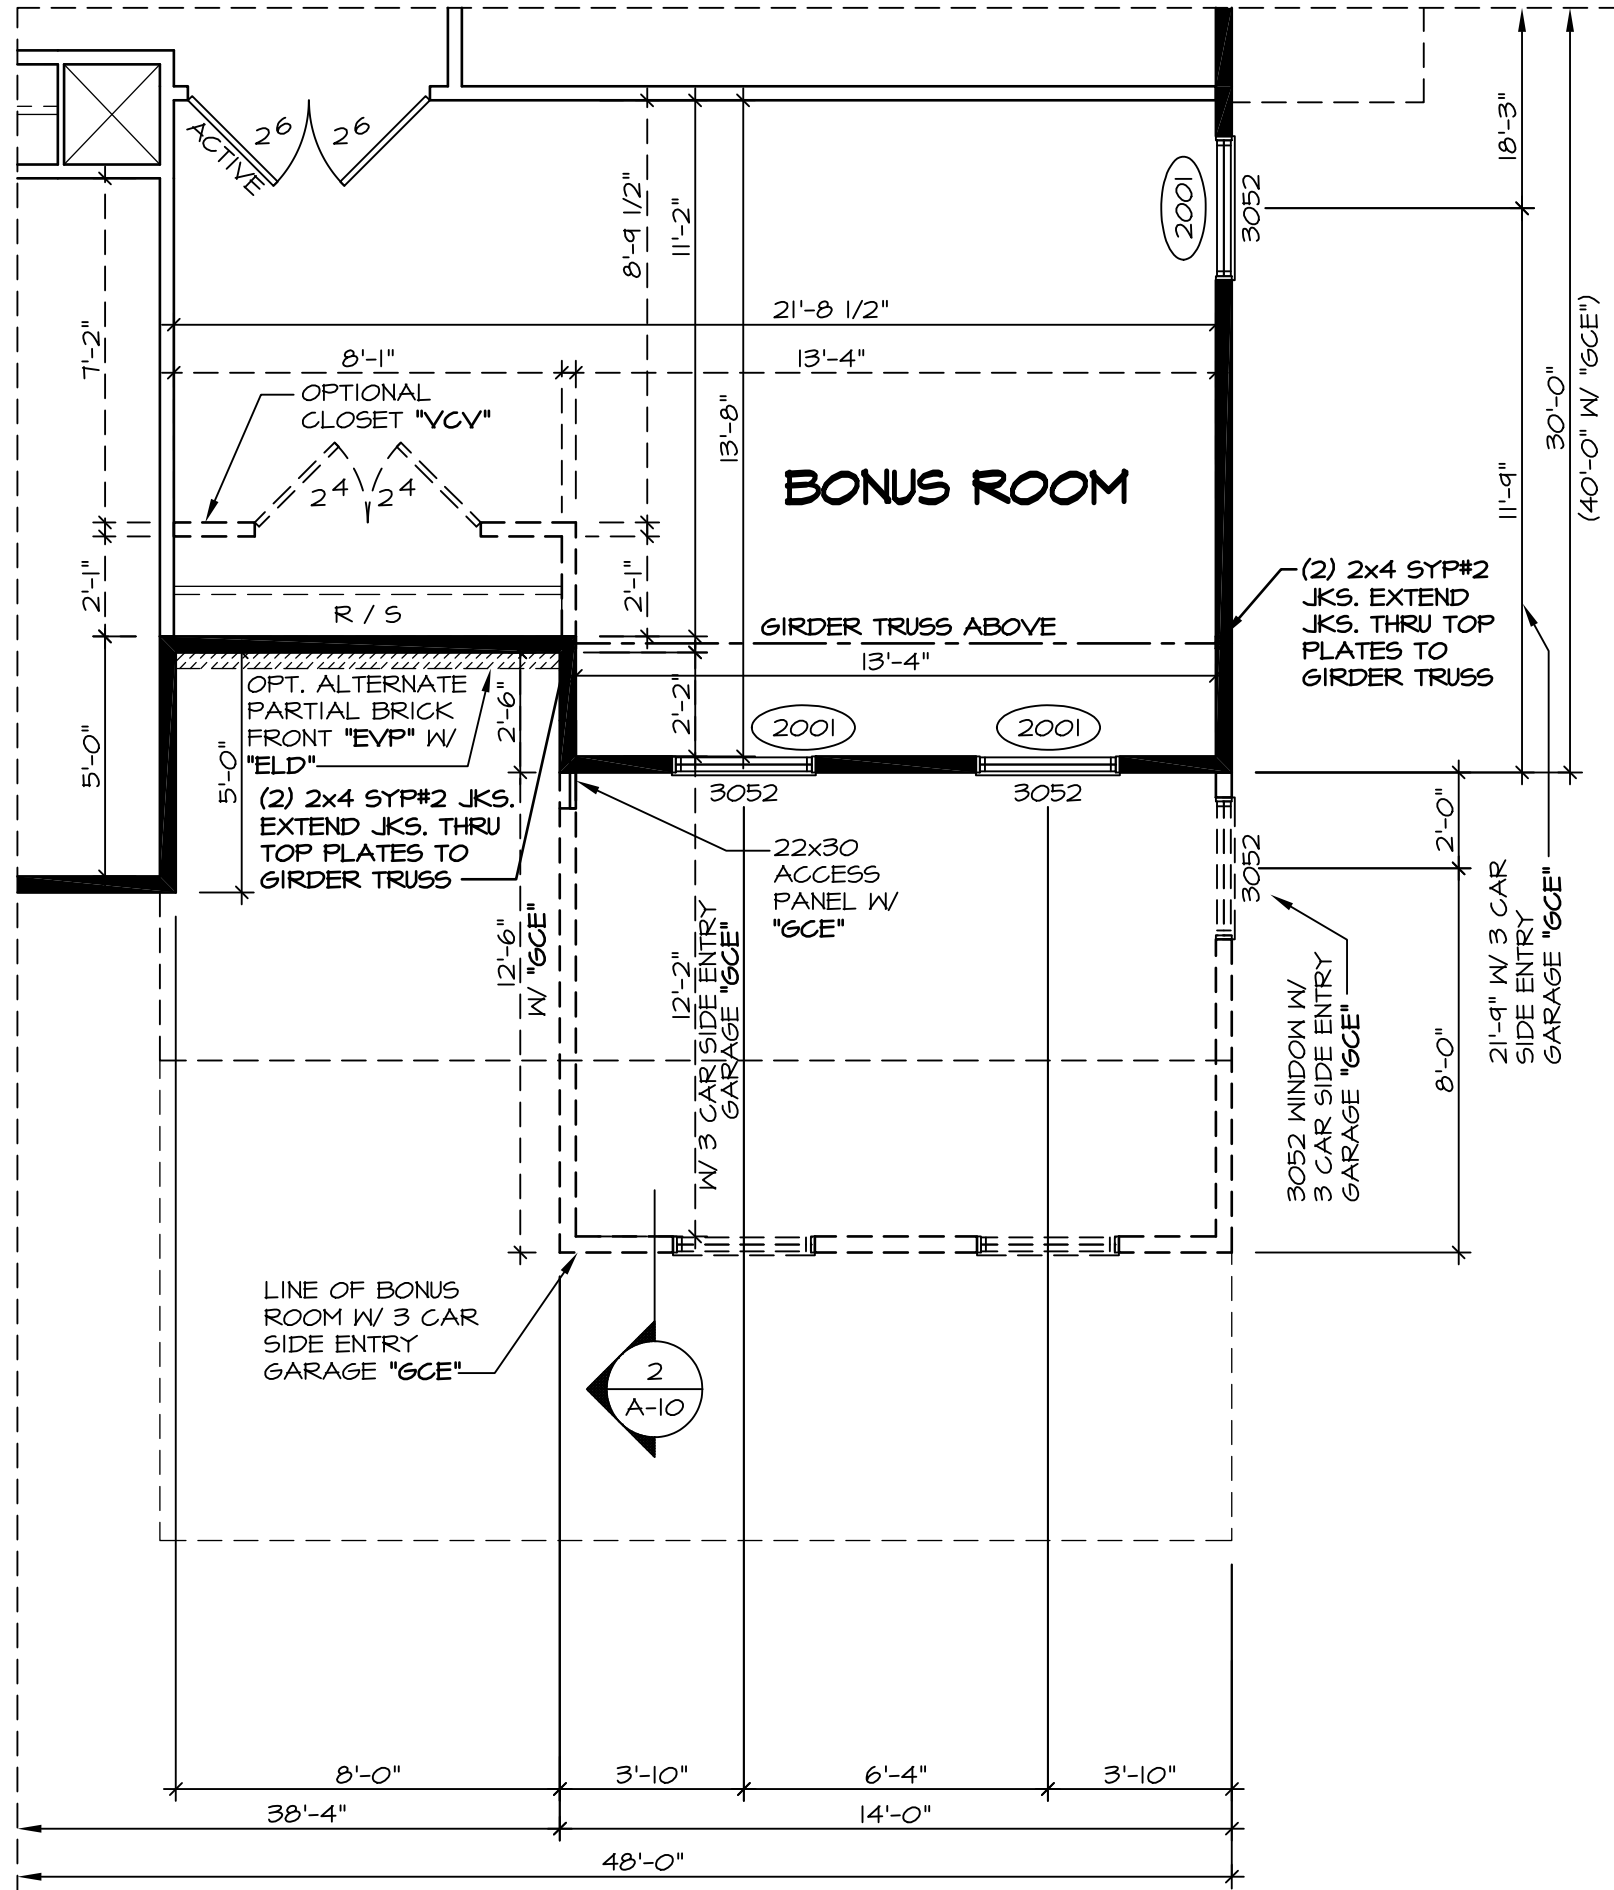 2⁶
2⁶
ACTIVE
8'-9 1/2"
11'-2"
2001
3052
18'-3"
21'-8 1/2"
7'-2"
8'-1"
13'-4"
OPTIONAL
CLOSET "VCV"
13'-8"
11'-9"
30'-0"
(40'-0" W/ "GCE")
2⁴
2⁴
BONUS ROOM
2'-1"
2'-1"
R / S
GIRDER TRUSS ABOVE
13'-4"
(2) 2x4 SYP#2
JKS. EXTEND
JKS. THRU TOP
PLATES TO
GIRDER TRUSS
OPT. ALTERNATE
PARTIAL BRICK
FRONT "EVP" W/
"ELD"
2'-6"
2'-2"
2001
2001
5'-0"
5'-0"
(2) 2x4 SYP#2 JKS.
EXTEND JKS. THRU
TOP PLATES TO
GIRDER TRUSS
3052
3052
22x30
ACCESS
PANEL W/
"GCE"
3052
2'-0"
12'-6"
W/ "GCE"
12'-2"
W/ 3 CAR SIDE ENTRY
GARAGE "GCE"
3052 WINDOW W/
3 CAR SIDE ENTRY
GARAGE "GCE"
8'-0"
21'-9" W/ 3 CAR
SIDE ENTRY
GARAGE "GCE"
LINE OF BONUS
ROOM W/ 3 CAR
SIDE ENTRY
GARAGE "GCE"
2
A-10
8'-0"
3'-10"
6'-4"
3'-10"
38'-4"
14'-0"
48'-0"